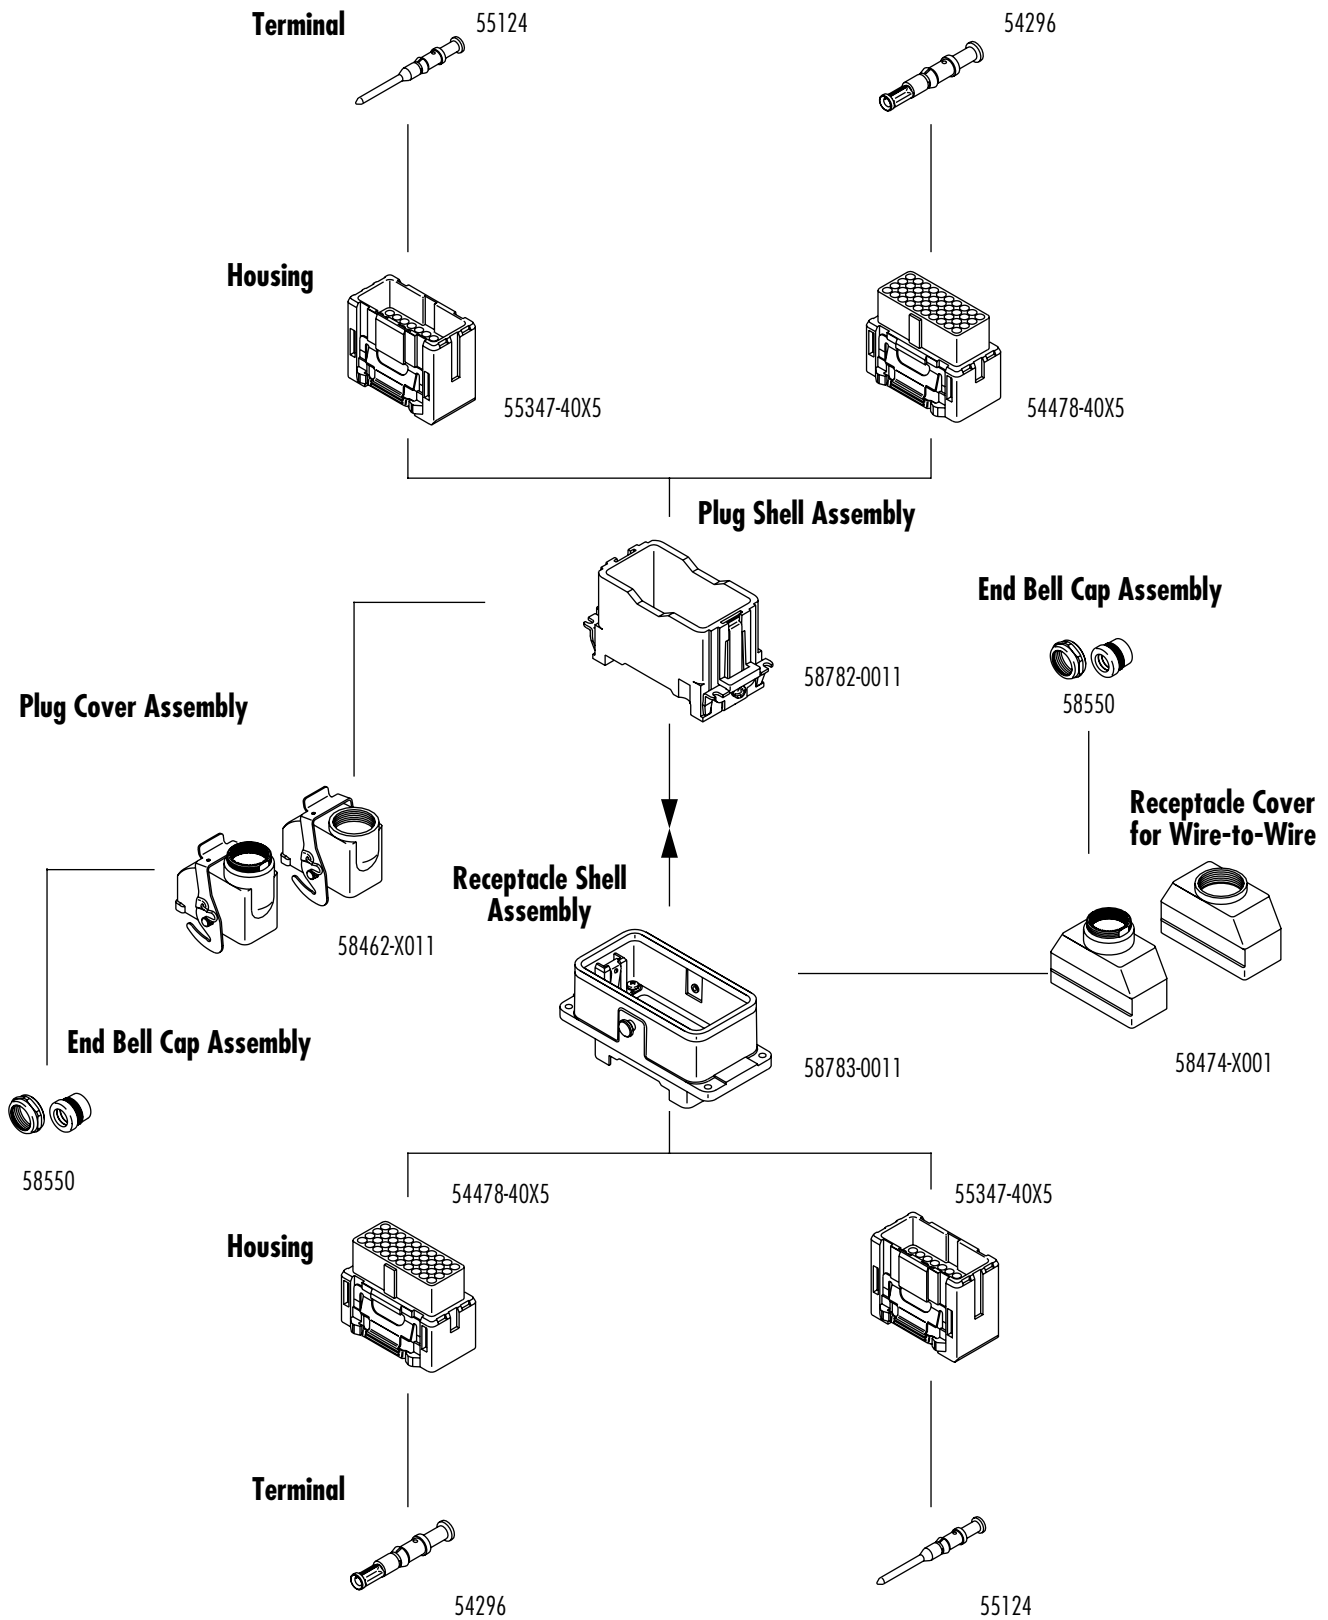 Terminal
55124
54296
Housing
55347-40X5
54478-40X5
Plug Shell Assembly
End Bell Cap Assembly
58782-0011
58550
Plug Cover Assembly
Receptacle Cover
for Wire-to-Wire
Receptacle Shell
Assembly
58462-X011
End Bell Cap Assembly
58783-0011
58474-X001
58550
54478-40X5
55347-40X5
Housing
Terminal
54296
55124